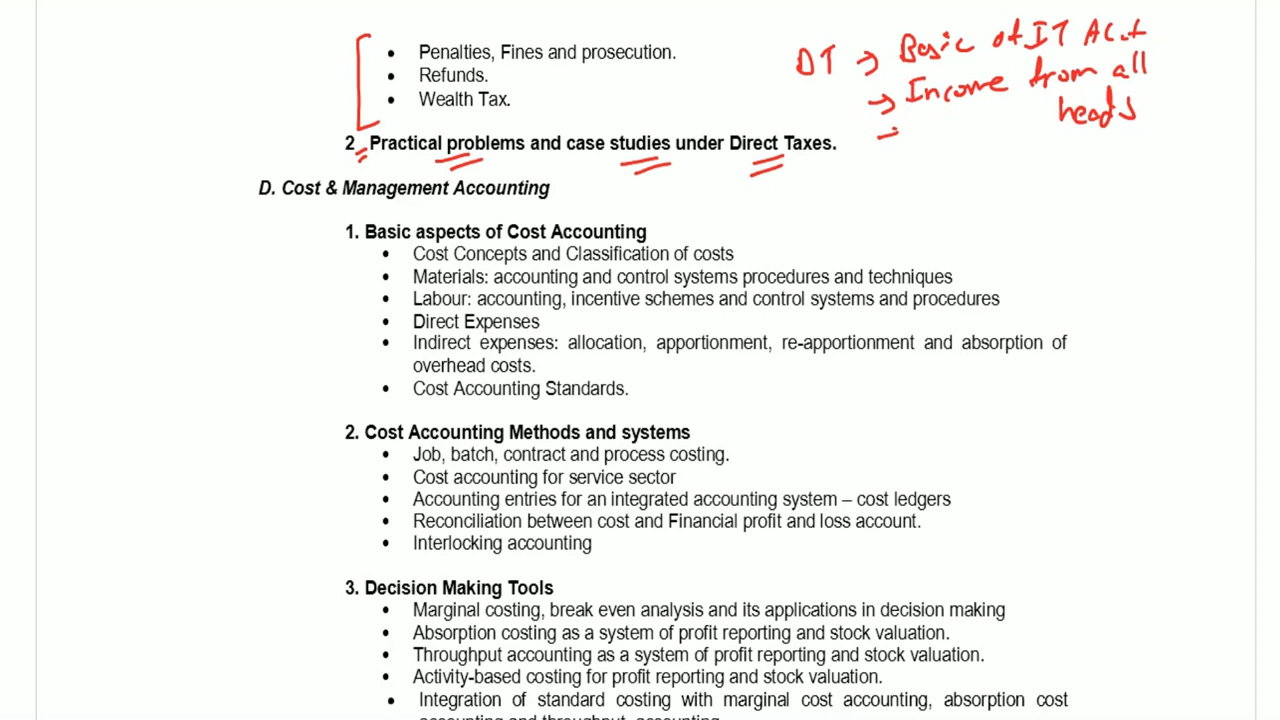 • Penalties, Fines and prosecution.
• Refunds.
• Wealth Tax.
DT → Basic of IT Act
→ Income from all
heads
2 Practical problems and case studies under Direct Taxes.
D. Cost & Management Accounting
1. Basic aspects of Cost Accounting
• Cost Concepts and Classification of costs
• Materials: accounting and control systems procedures and techniques
• Labour: accounting, incentive schemes and control systems and procedures
• Direct Expenses
• Indirect expenses: allocation, apportionment, re-apportionment and absorption of
overhead costs.
• Cost Accounting Standards.
2. Cost Accounting Methods and systems
• Job, batch, contract and process costing.
• Cost accounting for service sector
• Accounting entries for an integrated accounting system – cost ledgers
• Reconciliation between cost and Financial profit and loss account.
• Interlocking accounting
3. Decision Making Tools
• Marginal costing, break even analysis and its applications in decision making
• Absorption costing as a system of profit reporting and stock valuation.
• Throughput accounting as a system of profit reporting and stock valuation.
• Activity-based costing for profit reporting and stock valuation.
• Integration of standard costing with marginal cost accounting, absorption cost